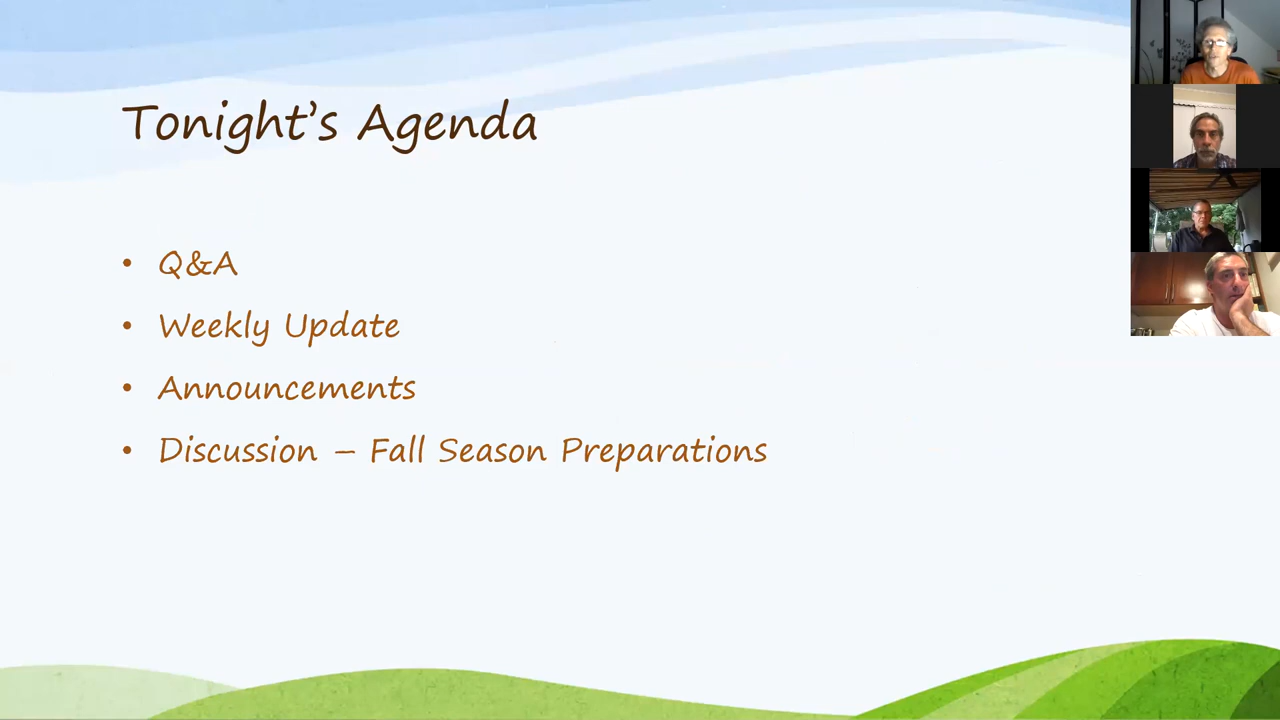 Tonight’s Agenda
• Q&A
• Weekly Update
• Announcements
• Discussion – Fall Season Preparations